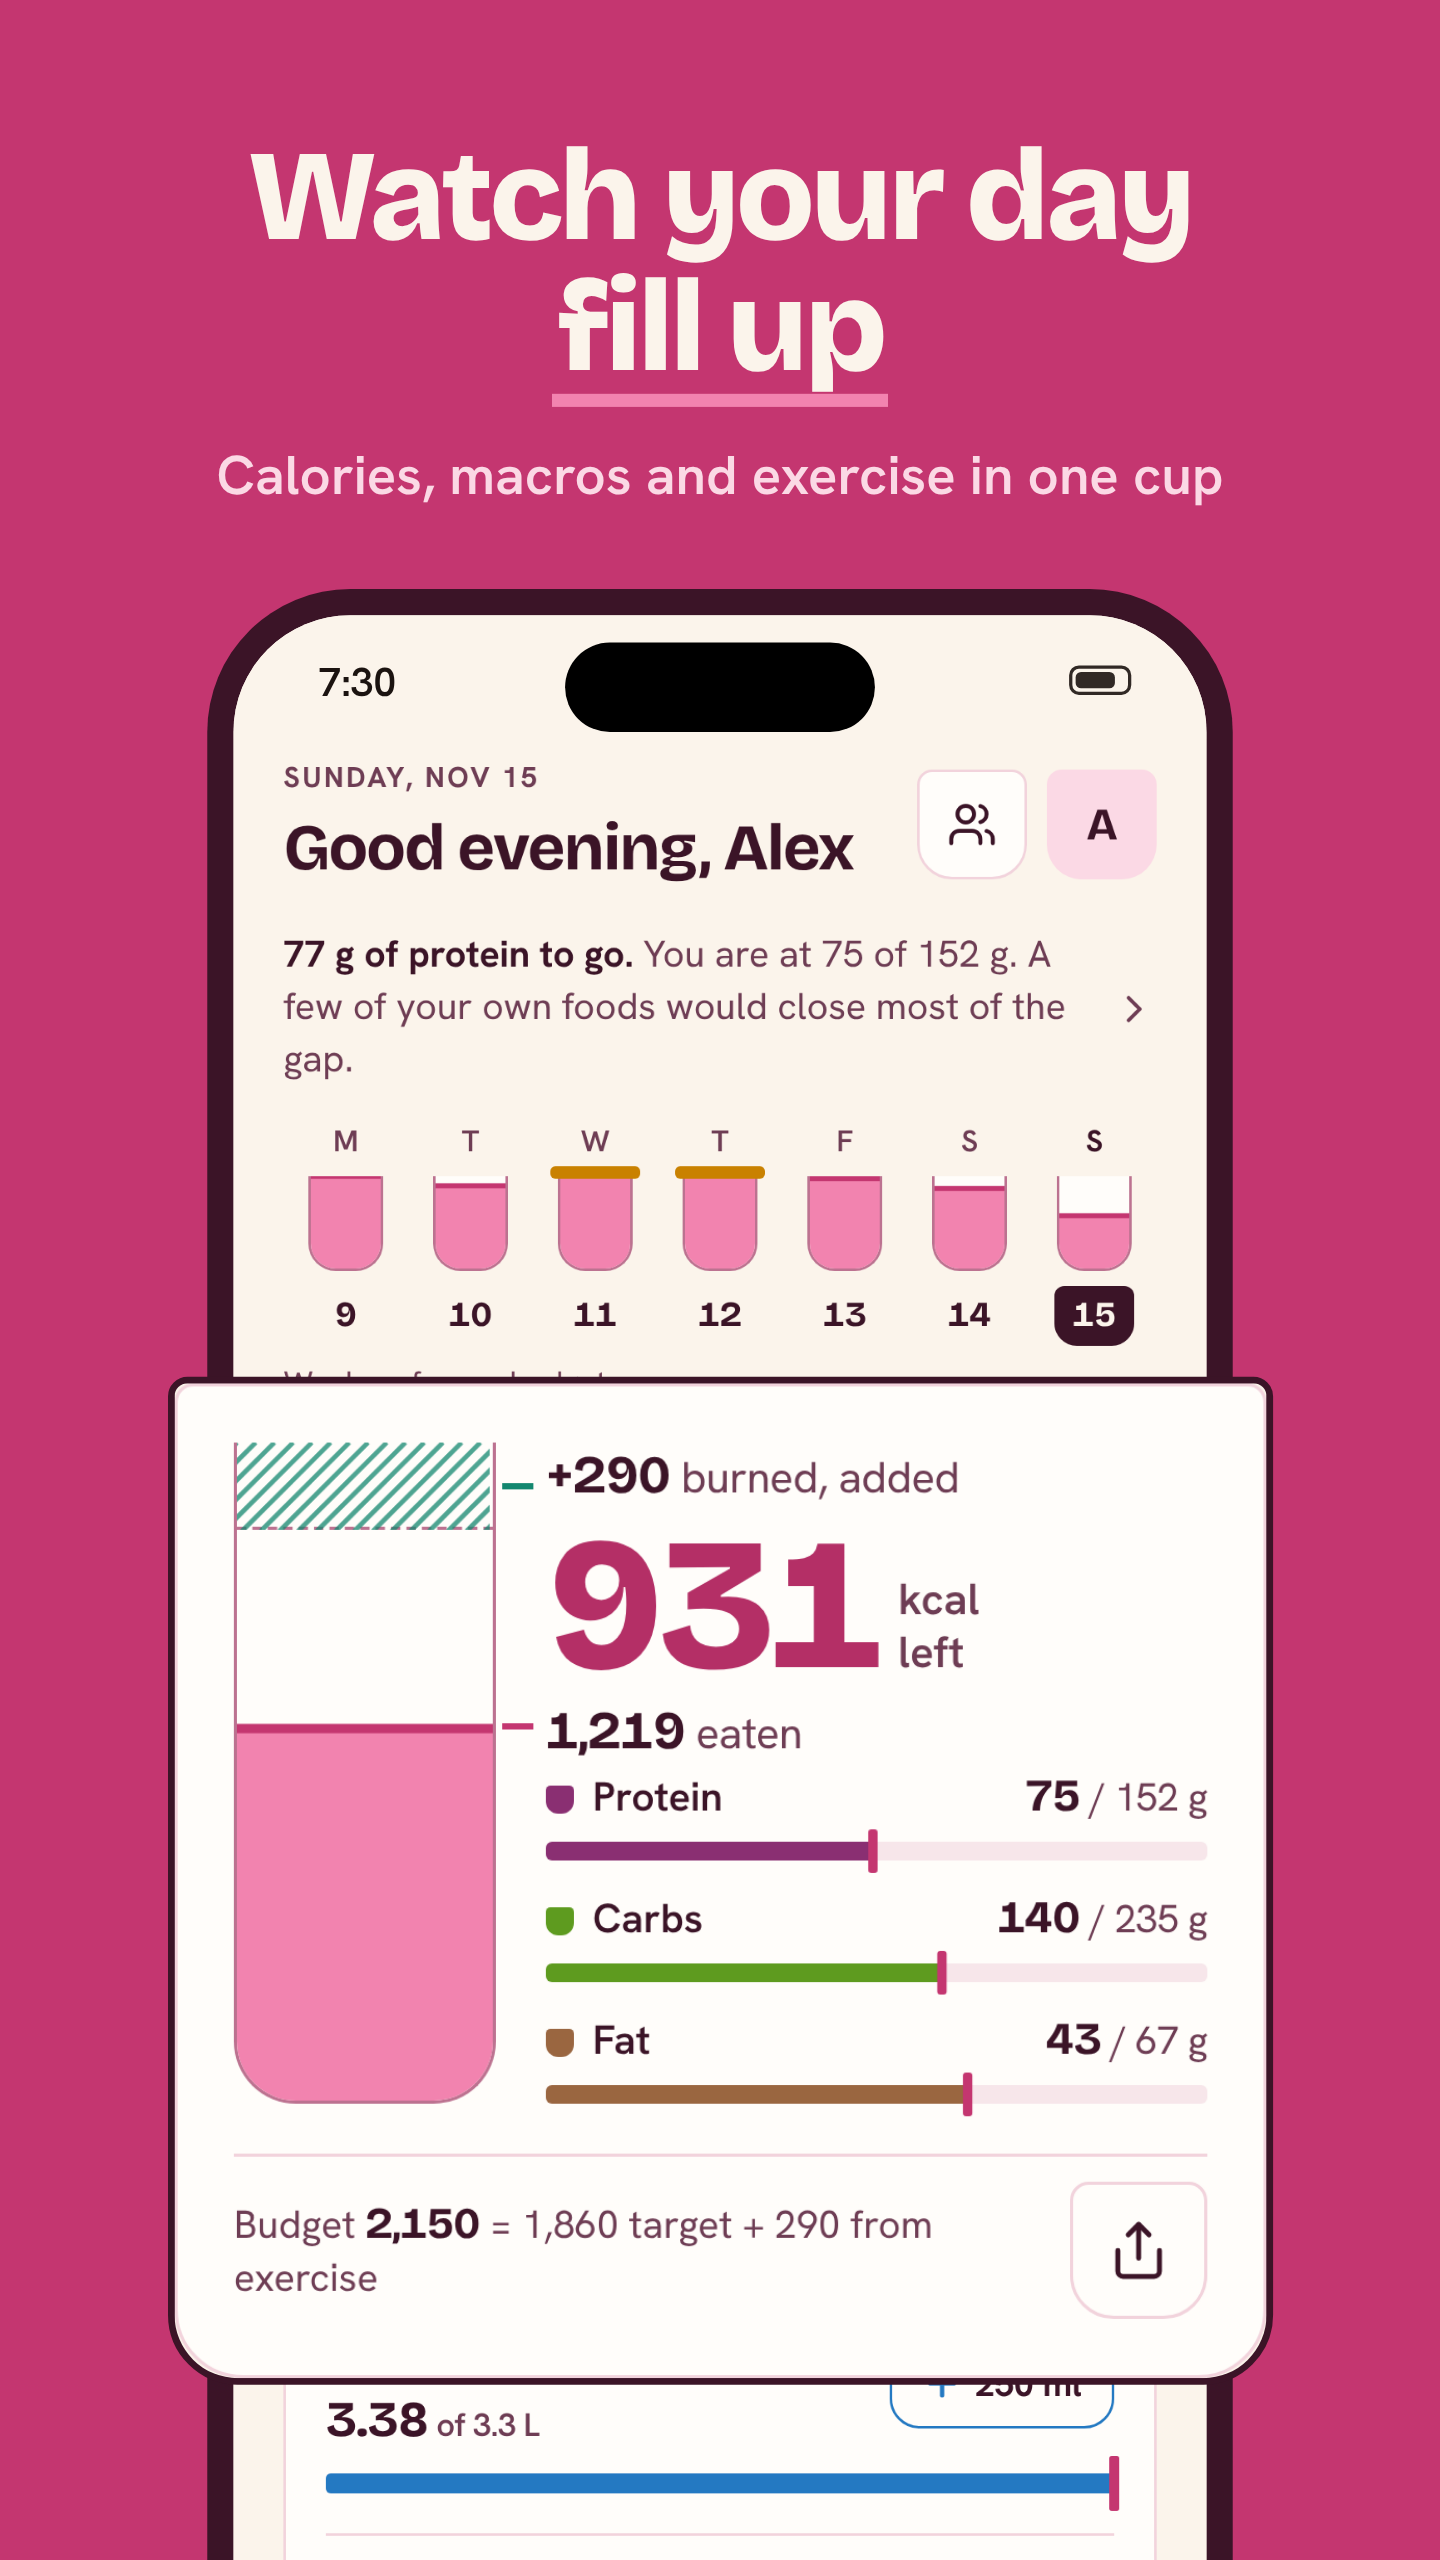 Watch your day
fill up
Calories, macros and exercise in one cup
7:30
SUNDAY, NOV 15
Good evening, Alex
A
77 g of protein to go. You are at 75 of 152 g. A
few of your own foods would close most of the
gap.
M T W T F S S
9 10 11 12 13 14 15
+290 burned, added
931 kcal
left
1,219 eaten
Protein 75 / 152 g
Carbs 140 / 235 g
Fat 43 / 67 g
Budget 2,150 = 1,860 target + 290 from
exercise
+ 250 ml
3.38 of 3.3 L